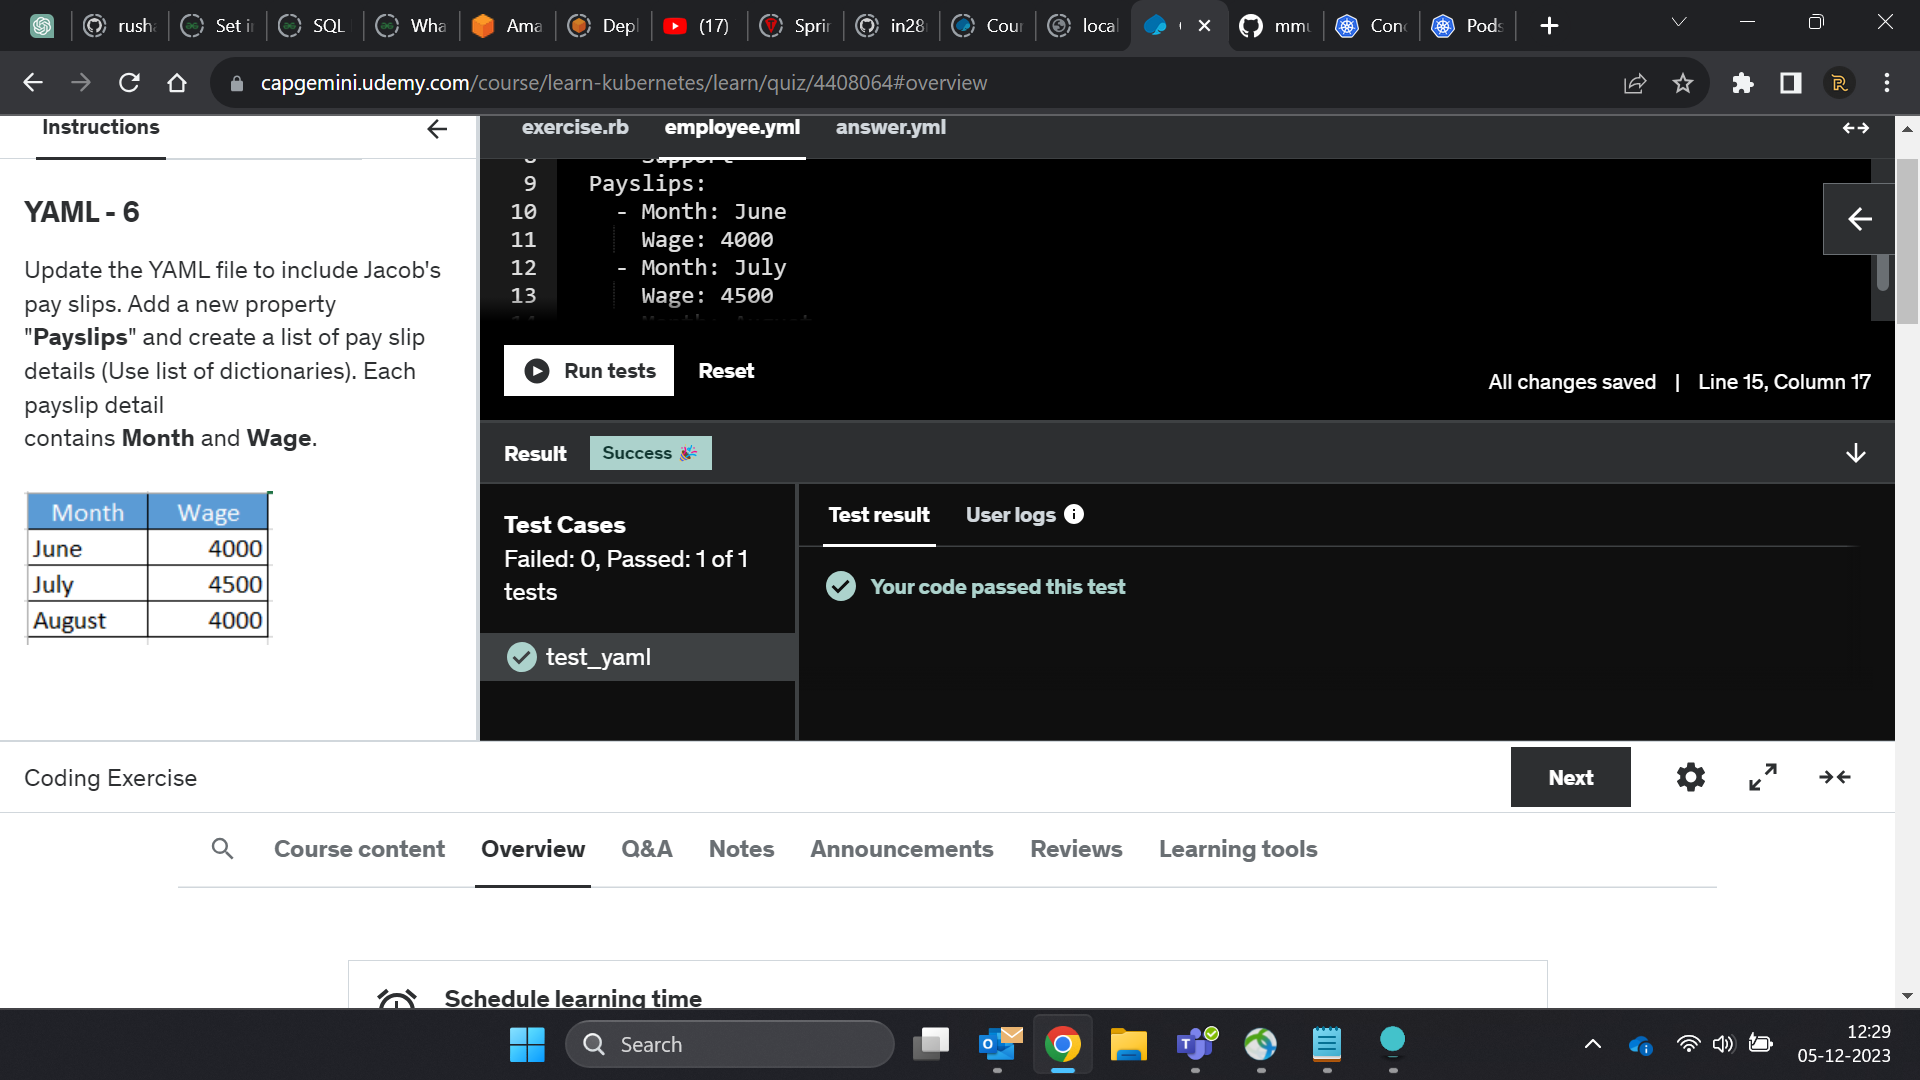 rush
Set i
SQL
Wha
Ama
Depl
(17)
Sprin
in28
Cour
local
mmu
Conc
Pods
capgemini.udemy.com/course/learn-kubernetes/learn/quiz/4408064#overview
Instructions
exercise.rb
employee.yml
answer.yml
YAML - 6
Update the YAML file to include Jacob's
pay slips. Add a new property
"Payslips" and create a list of pay slip
details (Use list of dictionaries). Each
payslip detail
contains Month and Wage.
Month Wage
June 4000
July 4500
August 4000
8 - Support
9 Payslips:
10 - Month: June
11 Wage: 4000
12 - Month: July
13 Wage: 4500
14 - Month: August
Run tests
Reset
All changes saved | Line 15, Column 17
Result
Success
Test Cases
Failed: 0, Passed: 1 of 1
tests
test_yaml
Test result
User logs
Your code passed this test
Coding Exercise
Next
Course content
Overview
Q&A
Notes
Announcements
Reviews
Learning tools
Schedule learning time
Search
12:29
05-12-2023